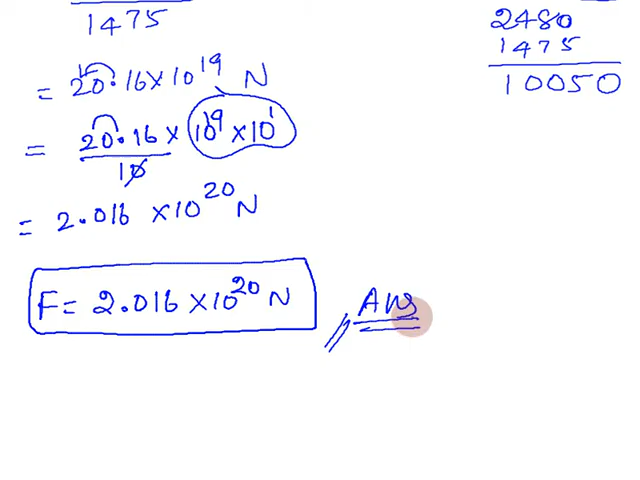 1475
= 20.16×10^19 N
= 20.16 × 10^19 × 10^1
10
= 2.016 ×10^20 N
F = 2.016 ×10^20 N
Ans
2480
1475
10050